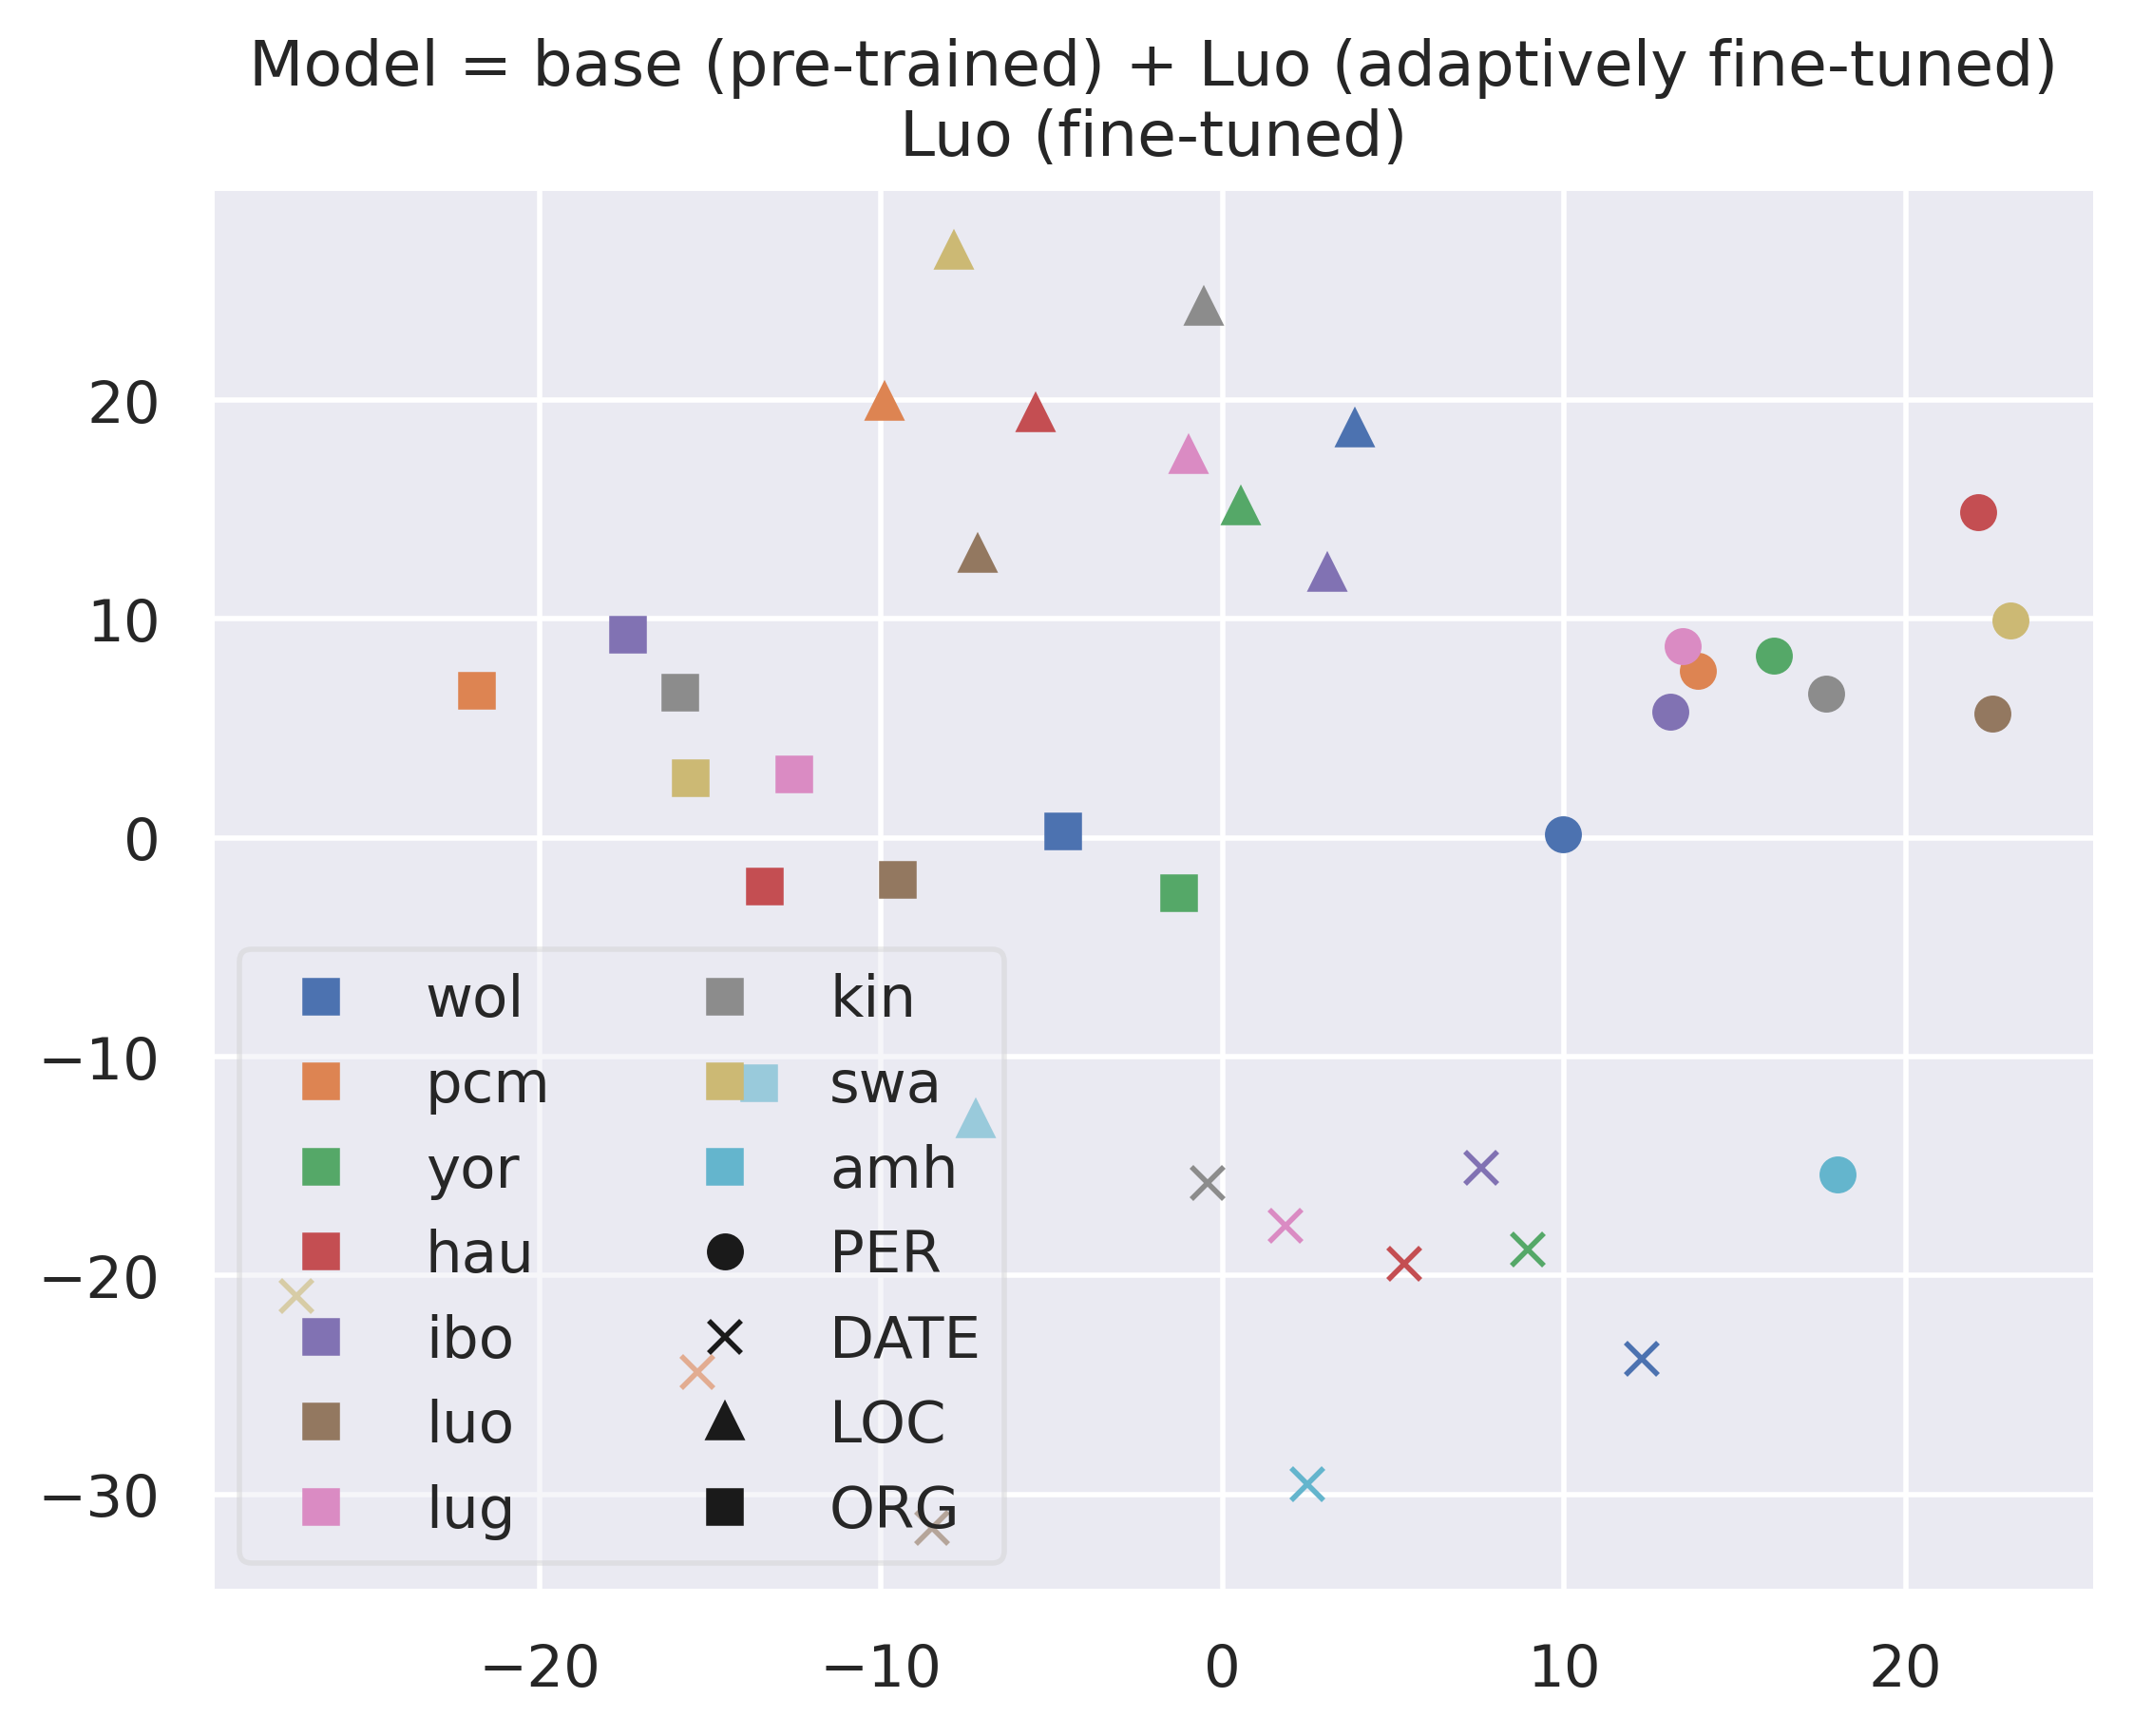 Model = base (pre-trained) + Luo (adaptively fine-tuned)
Luo (fine-tuned)
20
10
0
−10
−20
−30
wol
pcm
yor
hau
ibo
luo
lug
kin
swa
amh
PER
DATE
LOC
ORG
−20
−10
0
10
20